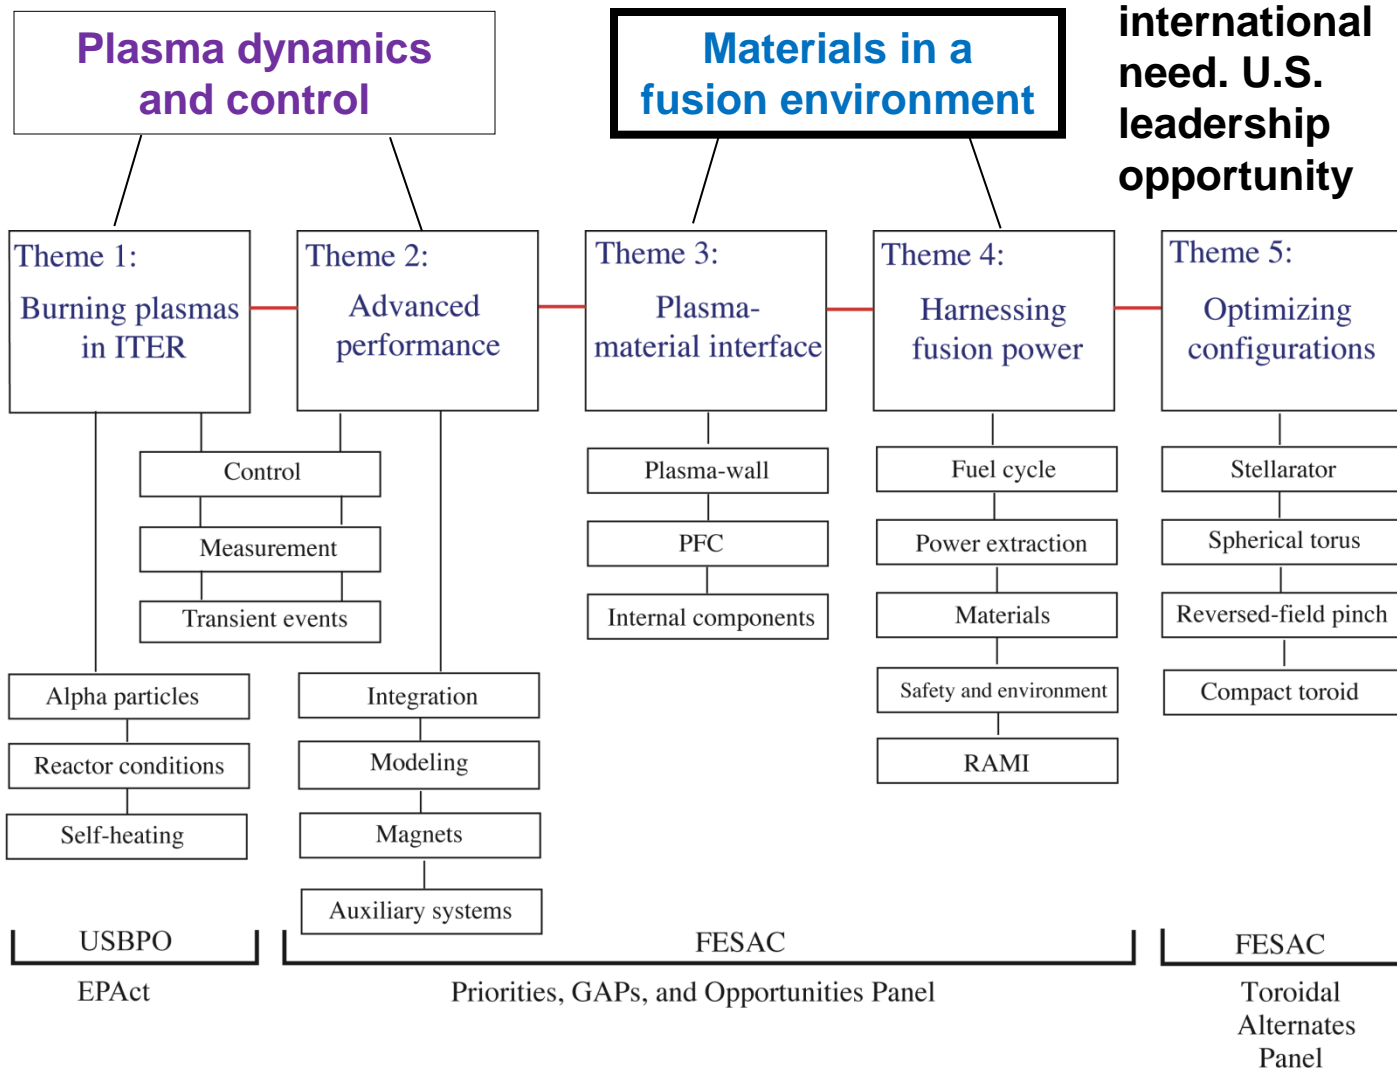 Plasma dynamics
and control
Materials in a
fusion environment
international
need. U.S.
leadership
opportunity
Theme 1:
Burning plasmas
in ITER
Theme 2:
Advanced
performance
Theme 3:
Plasma-
material interface
Theme 4:
Harnessing
fusion power
Theme 5:
Optimizing
configurations
Control
Measurement
Transient events
Alpha particles
Reactor conditions
Self-heating
Integration
Modeling
Magnets
Auxiliary systems
Plasma-wall
PFC
Internal components
Fuel cycle
Power extraction
Materials
Safety and environment
RAMI
Stellarator
Spherical torus
Reversed-field pinch
Compact toroid
USBPO
EPAct
FESAC
Priorities, GAPs, and Opportunities Panel
FESAC
Toroidal
Alternates
Panel